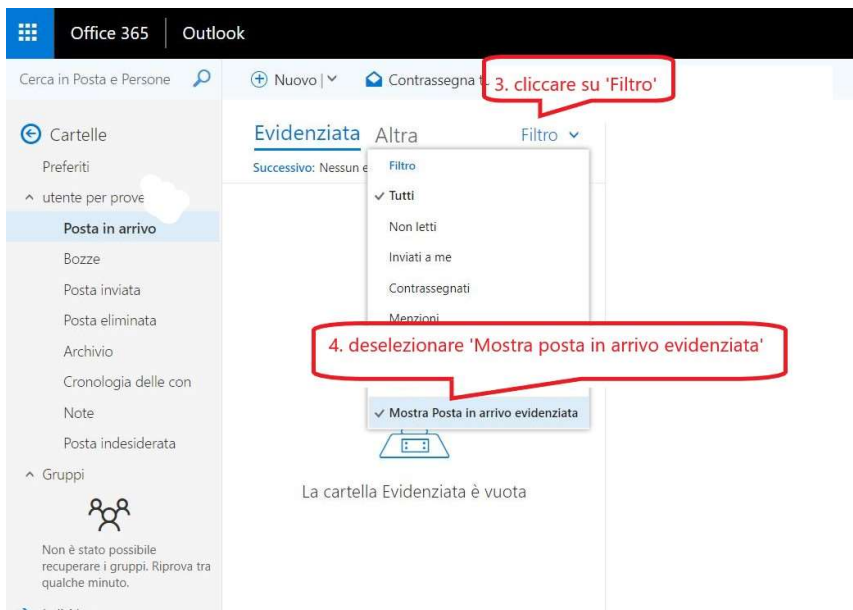 Office 365 Outlook
Cerca in Posta e Persone
Nuovo
Contrassegna t
3. cliccare su 'Filtro'
Cartelle
Preferiti
utente per prove
Posta in arrivo
Bozze
Posta inviata
Posta eliminata
Archivio
Cronologia delle con
Note
Posta indesiderata
Gruppi
Non è stato possibile
recuperare i gruppi. Riprova tra
qualche minuto.
Evidenziata Altra Filtro
Successivo: Nessun e
Filtro
Tutti
Non letti
Inviati a me
Contrassegnati
Menzioni
4. deselezionare 'Mostra posta in arrivo evidenziata'
Mostra Posta in arrivo evidenziata
La cartella Evidenziata è vuota